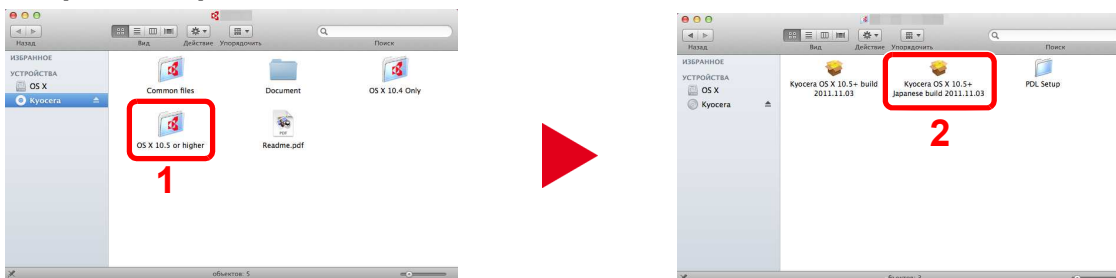 Назад
Вид
Действие
Упорядочить
Поиск
ИЗБРАННОЕ
УСТРОЙСТВА
OS X
Kyocera
Common files
Document
OS X 10.4 Only
OS X 10.5 or higher
PDF
Readme.pdf
1
объектов: 5
Назад
Вид
Действие
Упорядочить
Поиск
ИЗБРАННОЕ
УСТРОЙСТВА
OS X
Kyocera
Kyocera OS X 10.5+ build
2011.11.03
Kyocera OS X 10.5+
Japanese build 2011.11.03
PDL Setup
2